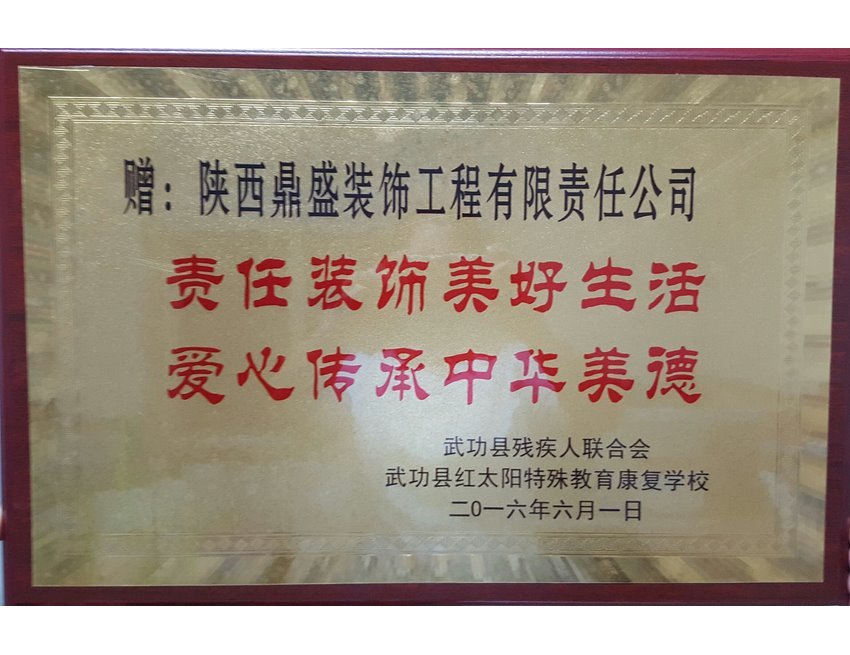 赠：陕西鼎盛装饰工程有限责任公司
责任装饰美好生活
爱心传承中华美德
武功县残疾人联合会
武功县红太阳特殊教育康复学校
二0一六年六月一日